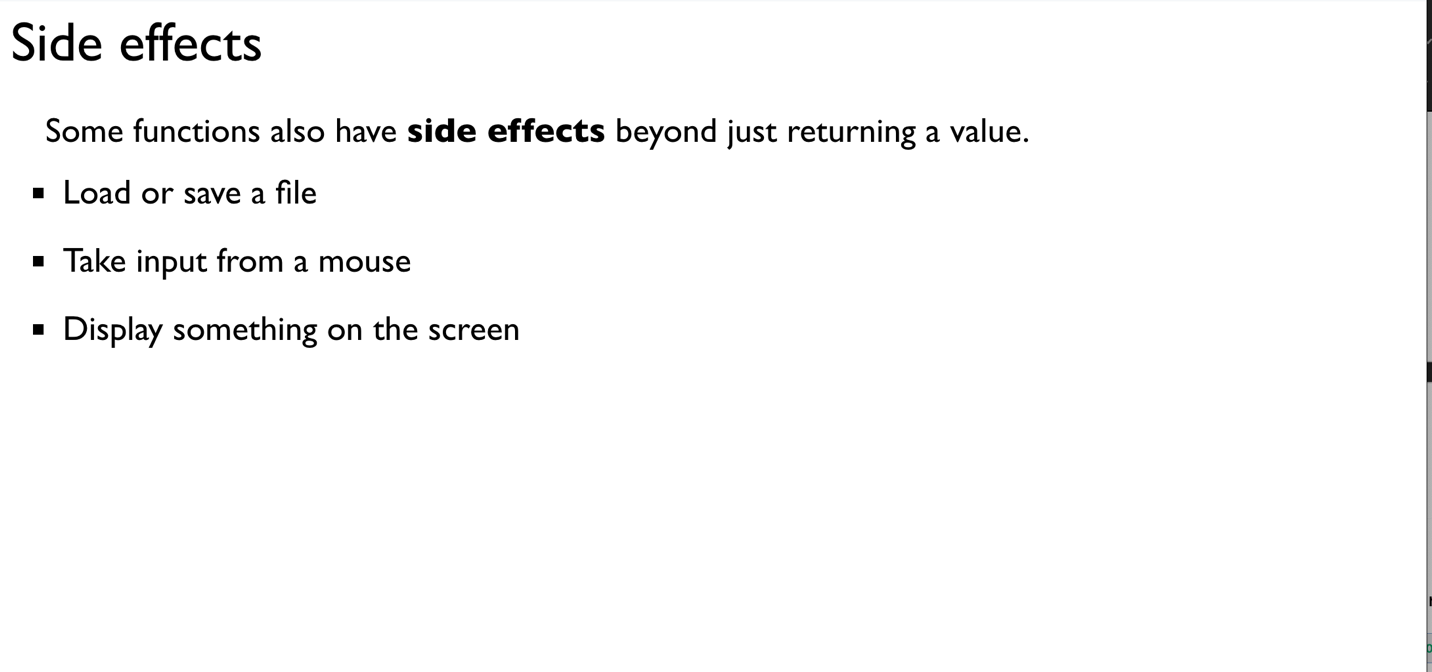 Side effects
Some functions also have side effects beyond just returning a value.
▪ Load or save a file
▪ Take input from a mouse
▪ Display something on the screen